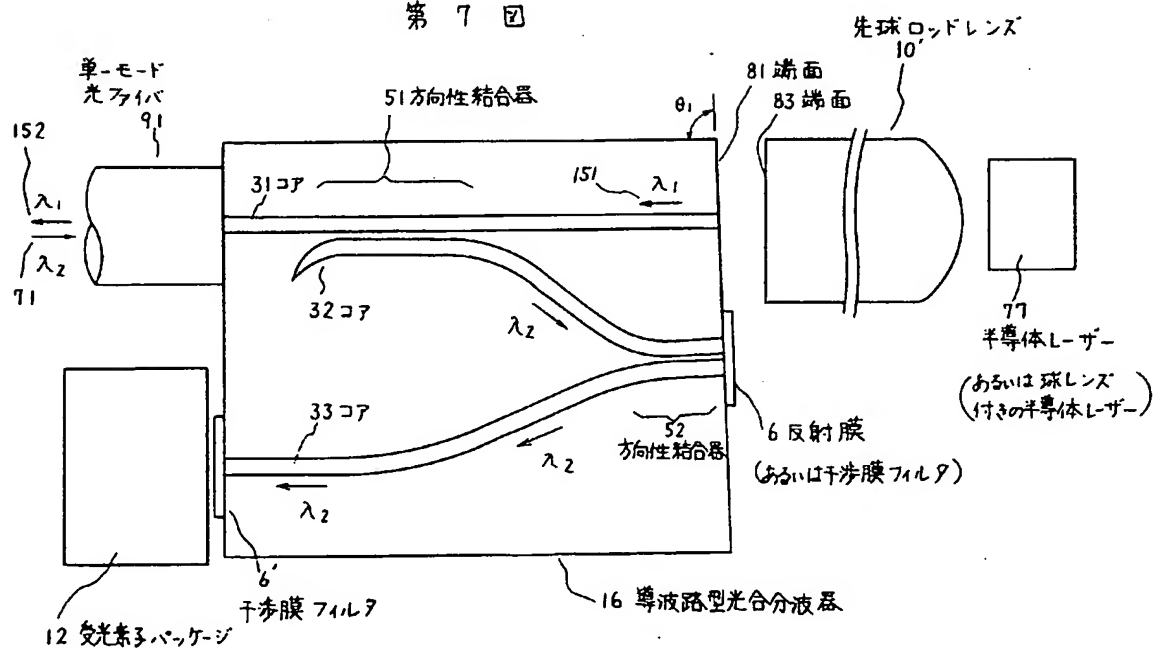 第 7 図
先球ロッドレンズ
10'
単一モード
光ファイバ
91
51 方向性結合器
81 端面
83 端面
θ1
152
31 コア
151
λ1
λ1
λ2
71
32 コア
λ2
77
半導体レーザー
(あるいは球レンズ
付きの半導体レーザー)
33 コア
52
方向性結合器
6 反射膜
(あるいは干渉膜フィルタ)
λ2
λ2
6'
干渉膜フィルタ
16 導波路型光合分波器
12 受光素子パッケージ